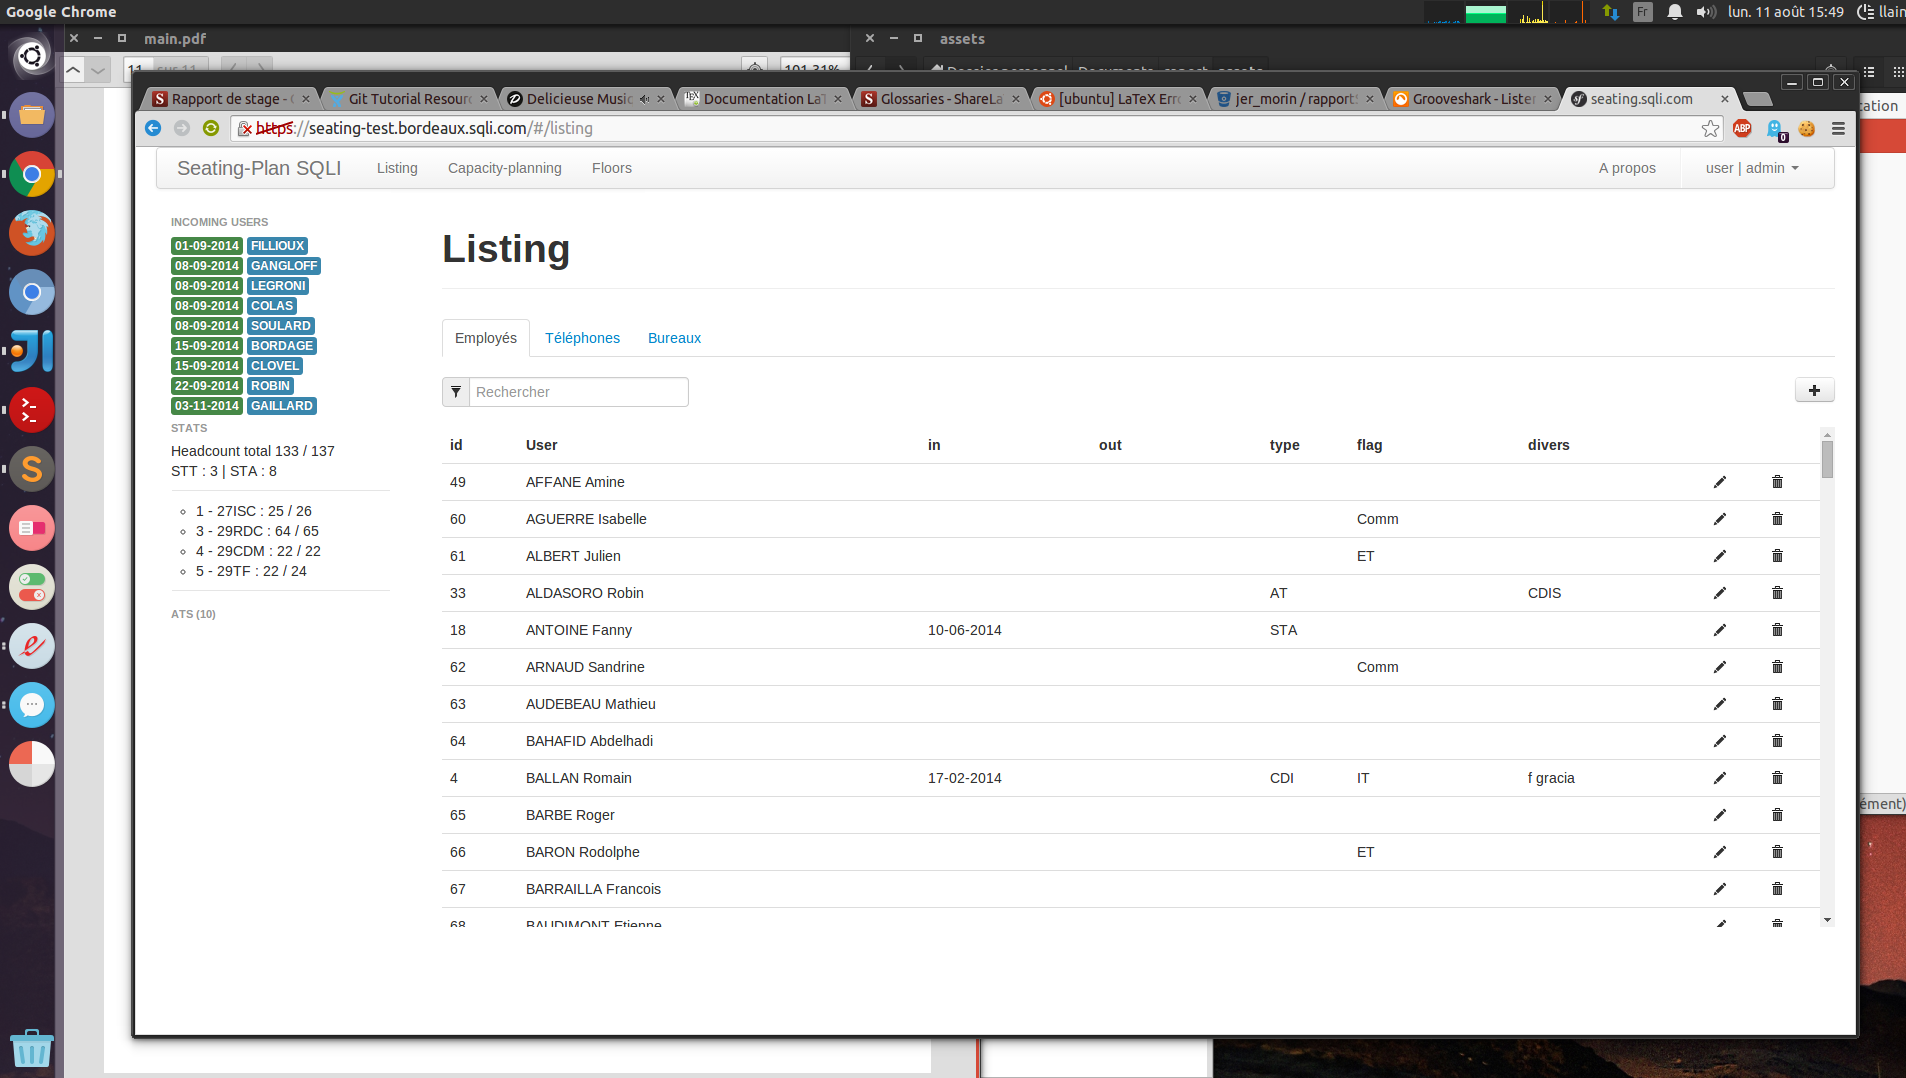 Google Chrome
Fr
lun. 11 août 15:49
main.pdf
assets
Rapport de stage -
Git Tutorial Resour
Delicieuse Musi
Documentation LaT
Glossaries - ShareLa
[ubuntu] LaTeX Erro
jer_morin / rapport
Grooveshark - Lister
seating.sqli.com
https://seating-test.bordeaux.sqli.com/#/listing
ABP
0
Seating-Plan SQLI
Listing
Capacity-planning
Floors
A propos
user | admin
INCOMING USERS
01-09-2014 FILLIOUX
08-09-2014 GANGLOFF
08-09-2014 LEGRONI
08-09-2014 COLAS
08-09-2014 SOULARD
15-09-2014 BORDAGE
15-09-2014 CLOVEL
22-09-2014 ROBIN
03-11-2014 GAILLARD
STATS
Headcount total 133 / 137
STT : 3 | STA : 8
1 - 27ISC : 25 / 26
3 - 29RDC : 64 / 65
4 - 29CDM : 22 / 22
5 - 29TF : 22 / 24
ATS (10)
Listing
Employés
Téléphones
Bureaux
Rechercher
id User in out type flag divers
49 AFFANE Amine
60 AGUERRE Isabelle Comm
61 ALBERT Julien ET
33 ALDASORO Robin AT CDIS
18 ANTOINE Fanny 10-06-2014 STA
62 ARNAUD Sandrine Comm
63 AUDEBEAU Mathieu
64 BAHAFID Abdelhadi
4 BALLAN Romain 17-02-2014 CDI IT f gracia
65 BARBE Roger
66 BARON Rodolphe ET
67 BARRAILLA Francois
68 BAUDIMONT Etienne